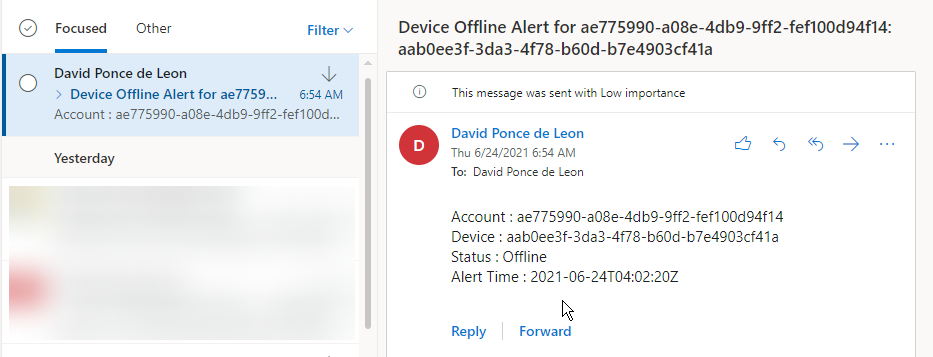 Focused
Other
Filter
David Ponce de Leon
Device Offline Alert for ae7759...
6:54 AM
Account : ae775990-a08e-4db9-9ff2-fef100d...
Yesterday
Device Offline Alert for ae775990-a08e-4db9-9ff2-fef100d94f14:
aab0ee3f-3da3-4f78-b60d-b7e4903cf41a
This message was sent with Low importance
D
David Ponce de Leon
Thu 6/24/2021 6:54 AM
To: David Ponce de Leon
Account : ae775990-a08e-4db9-9ff2-fef100d94f14
Device : aab0ee3f-3da3-4f78-b60d-b7e4903cf41a
Status : Offline
Alert Time : 2021-06-24T04:02:20Z
Reply
Forward